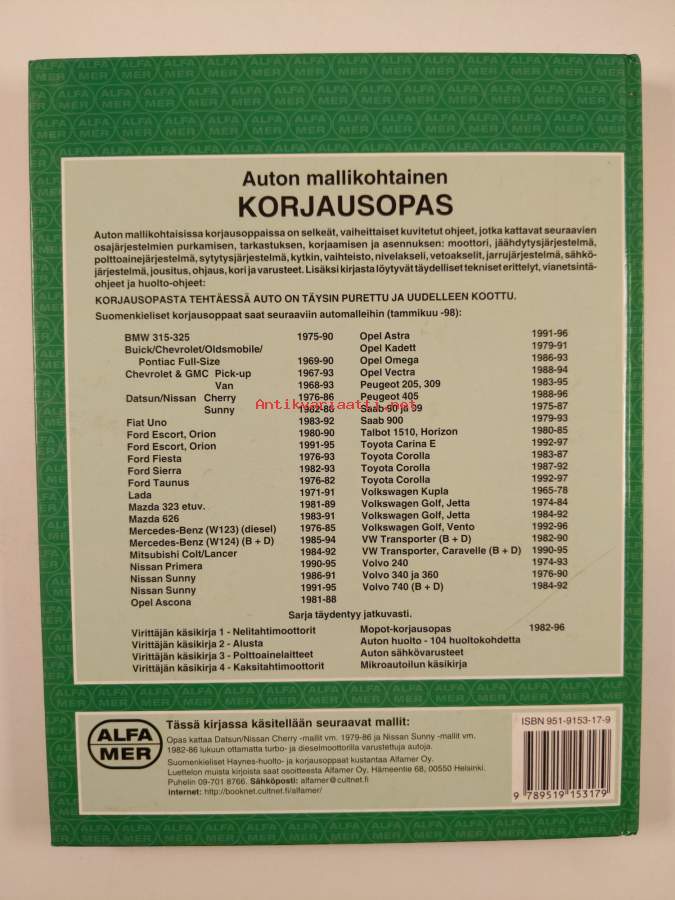 ALFA MER
Auton mallikohtainen
KORJAUSOPAS
Auton mallikohtaisissa korjausoppaissa on selkeät, vaiheittaiset kuvitetut ohjeet, jotka kattavat seuraavien
osajärjestelmien purkamisen, tarkastuksen, korjaamisen ja asennuksen: moottori, jäähdytysjärjestelmä,
polttoainejärjestelmä, sytytysjärjestelmä, kytkin, vaihteisto, nivelakseli, vetoakselit, jarrujärjestelmä, sähkö-
järjestelmä, jousitus, ohjaus, kori ja varusteet. Lisäksi kirjasta löytyvät täydelliset tekniset erittelyt, vianetsintä-
ohjeet ja huolto-ohjeet:
KORJAUSOPASTA TEHTÄESSÄ AUTO ON TÄYSIN PURETTU JA UUDELLEEN KOOTTU.
Suomenkieliset korjausoppaat saat seuraaviin automalleihin (tammikuu -98):
BMW 315-325 1975-90
Buick/Chevrolet/Oldsmobile/
Pontiac Full-Size 1969-90
Chevrolet & GMC Pick-up 1967-93
Van 1968-93
Datsun/Nissan Cherry 1976-86
Sunny 1982-86
Fiat Uno 1983-92
Ford Escort, Orion 1980-90
Ford Escort, Orion 1991-95
Ford Fiesta 1976-93
Ford Sierra 1982-93
Ford Taunus 1976-82
Lada 1971-91
Mazda 323 etuv. 1981-89
Mazda 626 1983-91
Mercedes-Benz (W123) (diesel) 1976-85
Mercedes-Benz (W124) (B + D) 1985-94
Mitsubishi Colt/Lancer 1984-92
Nissan Primera 1990-95
Nissan Sunny 1986-91
Nissan Sunny 1991-95
Opel Ascona 1981-88
Opel Astra 1991-96
Opel Kadett 1979-91
Opel Omega 1986-93
Opel Vectra 1988-94
Peugeot 205, 309 1983-95
Peugeot 405 1988-96
Saab 90 ja 99 1975-87
Saab 900 1979-93
Talbot 1510, Horizon 1980-85
Toyota Carina E 1992-97
Toyota Corolla 1983-87
Toyota Corolla 1987-92
Toyota Corolla 1992-97
Volkswagen Kupla 1965-78
Volkswagen Golf, Jetta 1974-84
Volkswagen Golf, Jetta 1984-92
Volkswagen Golf, Vento 1992-96
VW Transporter (B + D) 1982-90
VW Transporter, Caravelle (B + D) 1990-95
Volvo 240 1974-93
Volvo 340 ja 360 1976-90
Volvo 740 (B + D) 1984-92
Antikvariaatti.net
Sarja täydentyy jatkuvasti.
Virittäjän käsikirja 1 - Nelitahtimoottorit
Virittäjän käsikirja 2 - Alusta
Virittäjän käsikirja 3 - Polttoainelaitteet
Virittäjän käsikirja 4 - Kaksitahtimoottorit
Mopot-korjausopas 1982-96
Auton huolto - 104 huoltokohdetta
Auton sähkövarusteet
Mikroautoilun käsikirja
ALFA
MER
Tässä kirjassa käsitellään seuraavat mallit:
Opas kattaa Datsun/Nissan Cherry -mallit vm. 1979-86 ja Nissan Sunny -mallit vm.
1982-86 lukuun ottamatta turbo- ja dieselmoottorilla varustettuja autoja.
Suomenkieliset Haynes-huolto- ja korjausoppaat kustantaa Alfamer Oy.
Luettelon muista kirjoista saat osoitteesta Alfamer Oy, Hämeentie 68, 00550 Helsinki.
Puhelin 09-701 8766. Sähköposti: alfamer@cultnet.fi
internet: http://booknet.cultnet.fi/alfamer/
ISBN 951-9153-17-9
9 789519 153179